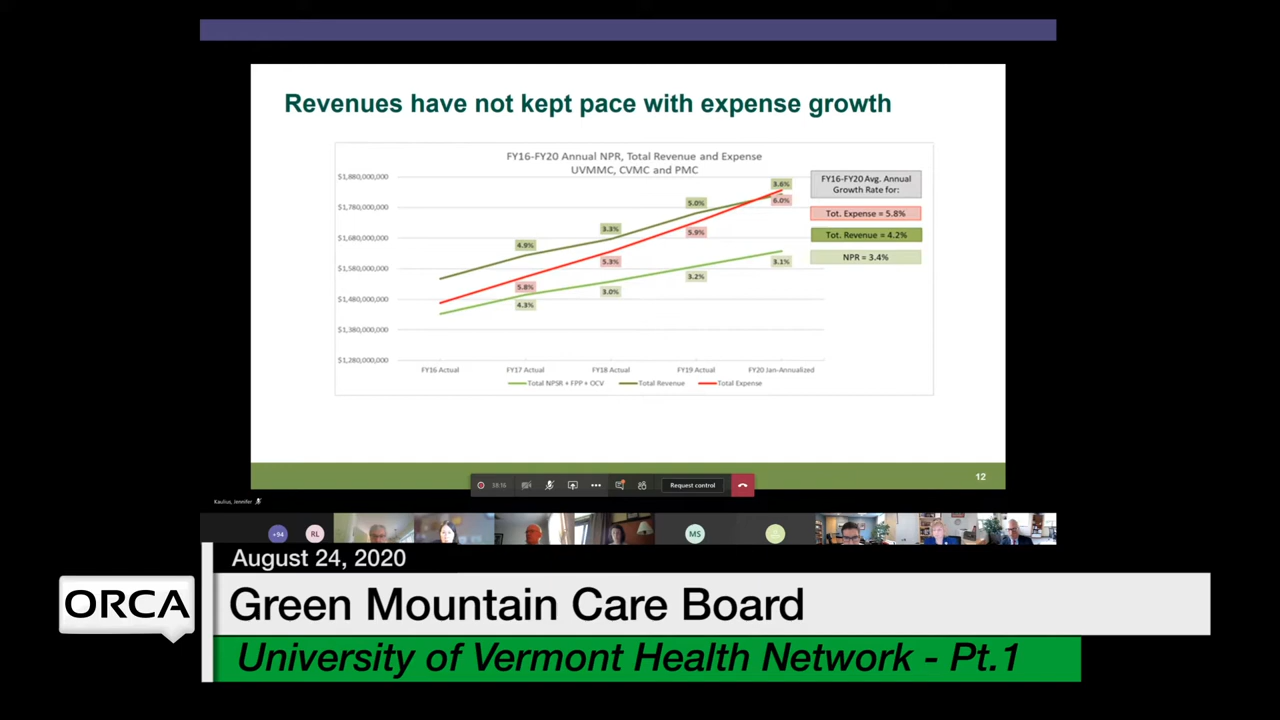 Revenues have not kept pace with expense growth
FY16-FY20 Annual NPR, Total Revenue and Expense
UVMMC, CVMC and PMC
$1,880,000,000
$1,780,000,000
$1,680,000,000
$1,580,000,000
$1,480,000,000
$1,380,000,000
$1,280,000,000
4.9%
3.3%
5.0%
3.6%
5.8%
5.3%
5.9%
6.0%
4.3%
3.0%
3.2%
3.1%
FY16 Actual
FY17 Actual
FY18 Actual
FY19 Actual
FY20 Jan-Annualized
Total NPSR + FPP + OCV
Total Revenue
Total Expense
FY16-FY20 Avg. Annual
Growth Rate for:
Tot. Expense = 5.8%
Tot. Revenue = 4.2%
NPR = 3.4%
12
38:16
Request control
Kaulius, Jennifer
+94
RL
MS
August 24, 2020
ORCA
Green Mountain Care Board
University of Vermont Health Network - Pt.1